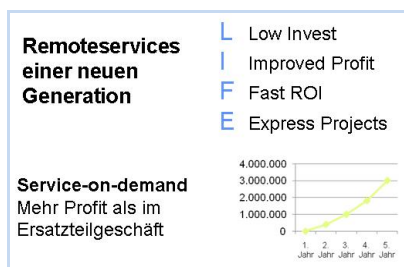 Remoteservices
einer neuen
Generation
L Low Invest
I Improved Profit
F Fast ROI
E Express Projects
Service-on-demand
Mehr Profit als im
Ersatzteilgeschäft
4.000.000
3.000.000
2.000.000
1.000.000
0
1. 2. 3. 4. 5.
Jahr Jahr Jahr Jahr Jahr